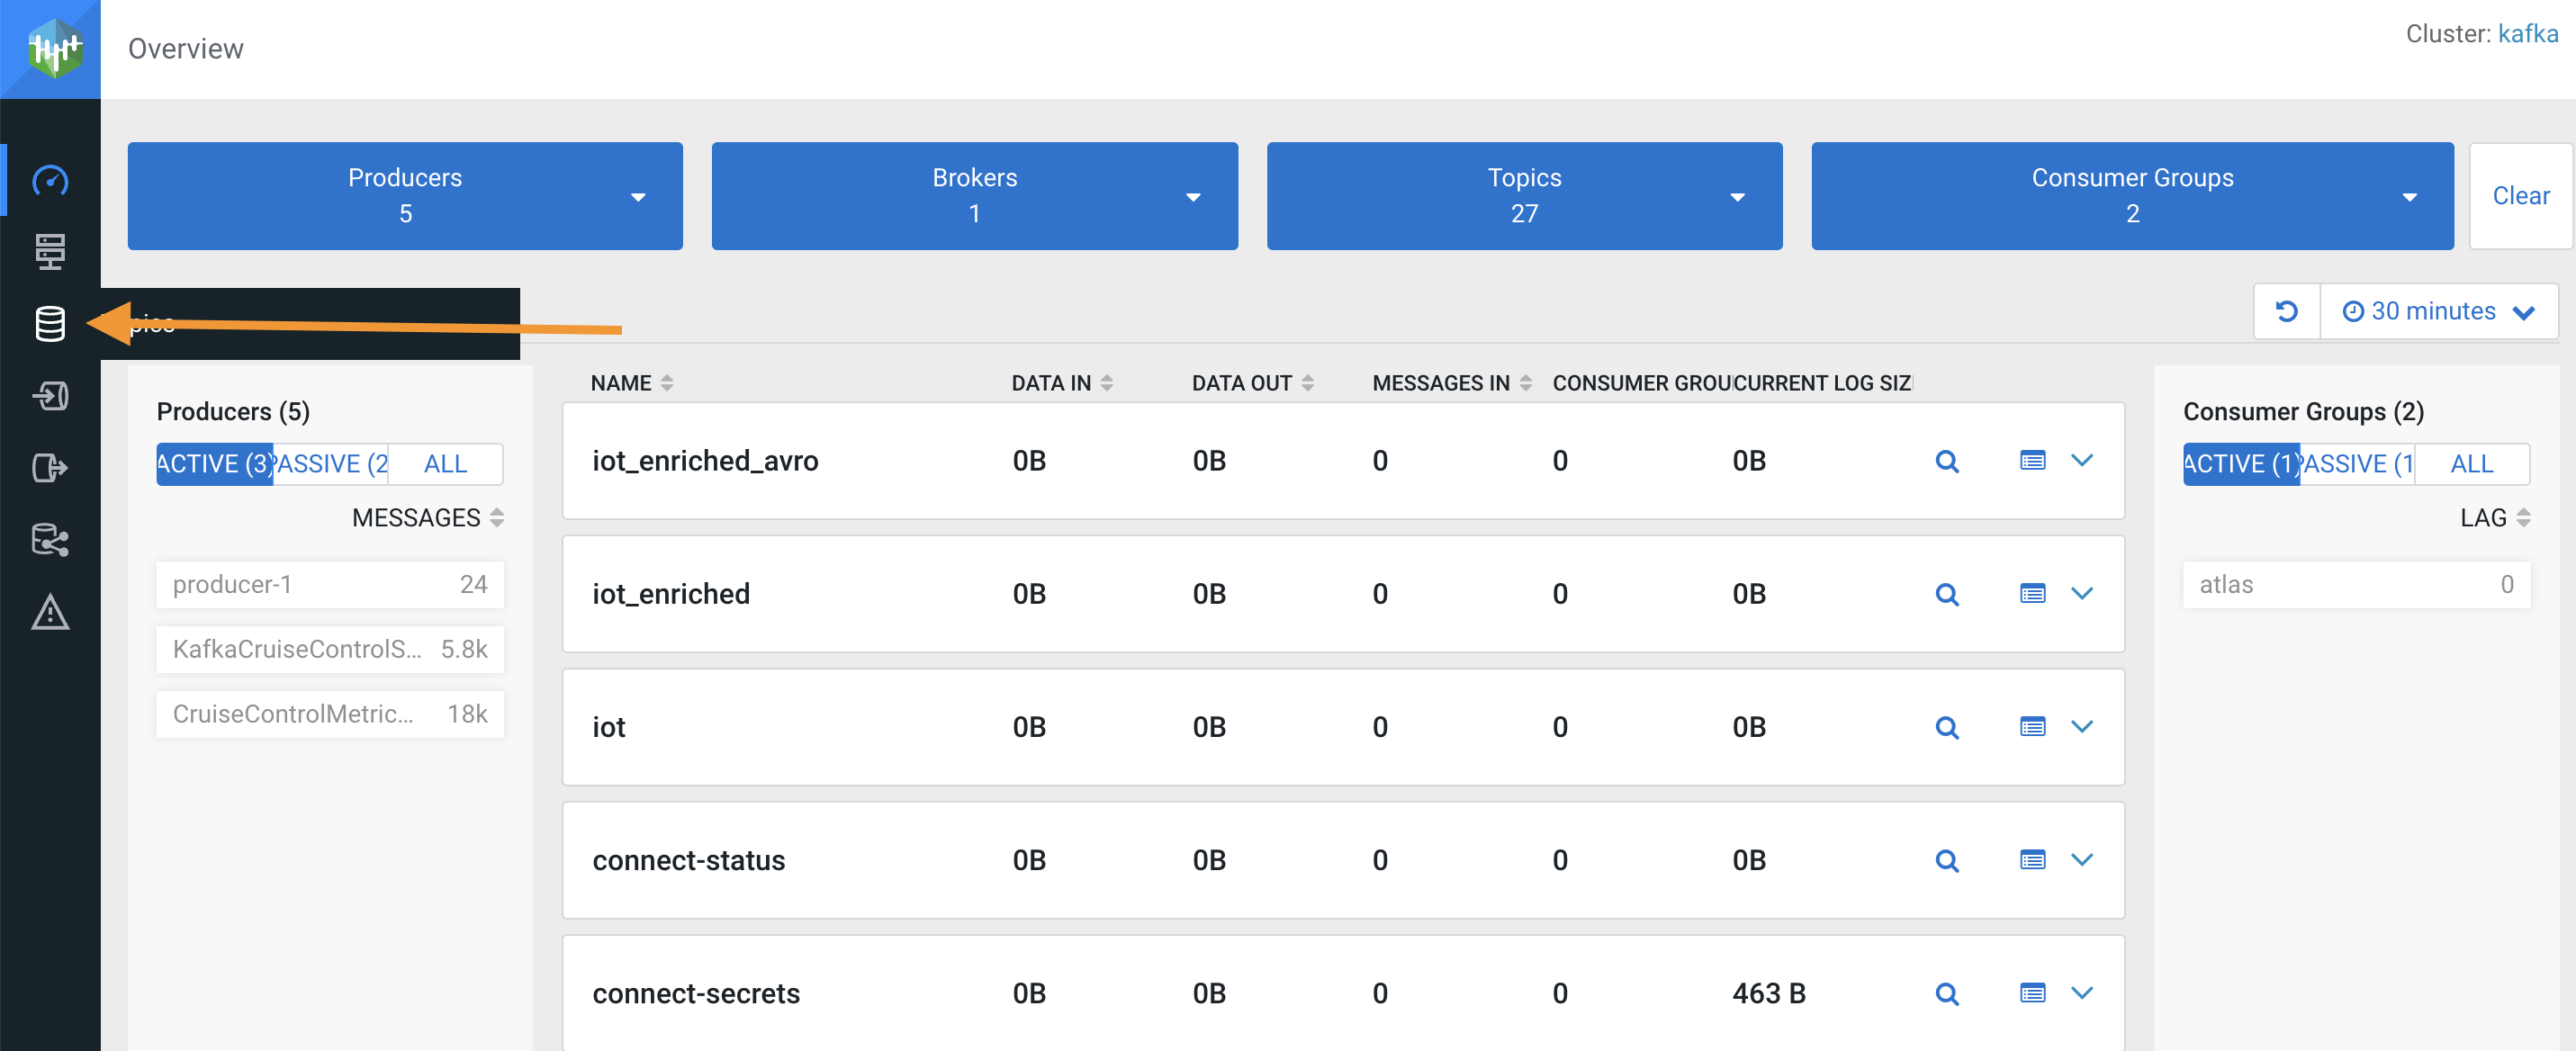 Overview
Cluster: kafka
Producers
5
Brokers
1
Topics
27
Consumer Groups
2
Clear
30 minutes
Producers (5)
ACTIVE (3) PASSIVE (2 ALL
MESSAGES
producer-1 24
KafkaCruiseControlS... 5.8k
CruiseControlMetric... 18k
NAME DATA IN DATA OUT MESSAGES IN CONSUMER GROU CURRENT LOG SIZ
iot_enriched_avro 0B 0B 0 0 0B
iot_enriched 0B 0B 0 0 0B
iot 0B 0B 0 0 0B
connect-status 0B 0B 0 0 0B
connect-secrets 0B 0B 0 0 463 B
Consumer Groups (2)
ACTIVE (1) PASSIVE (1 ALL
LAG
atlas 0